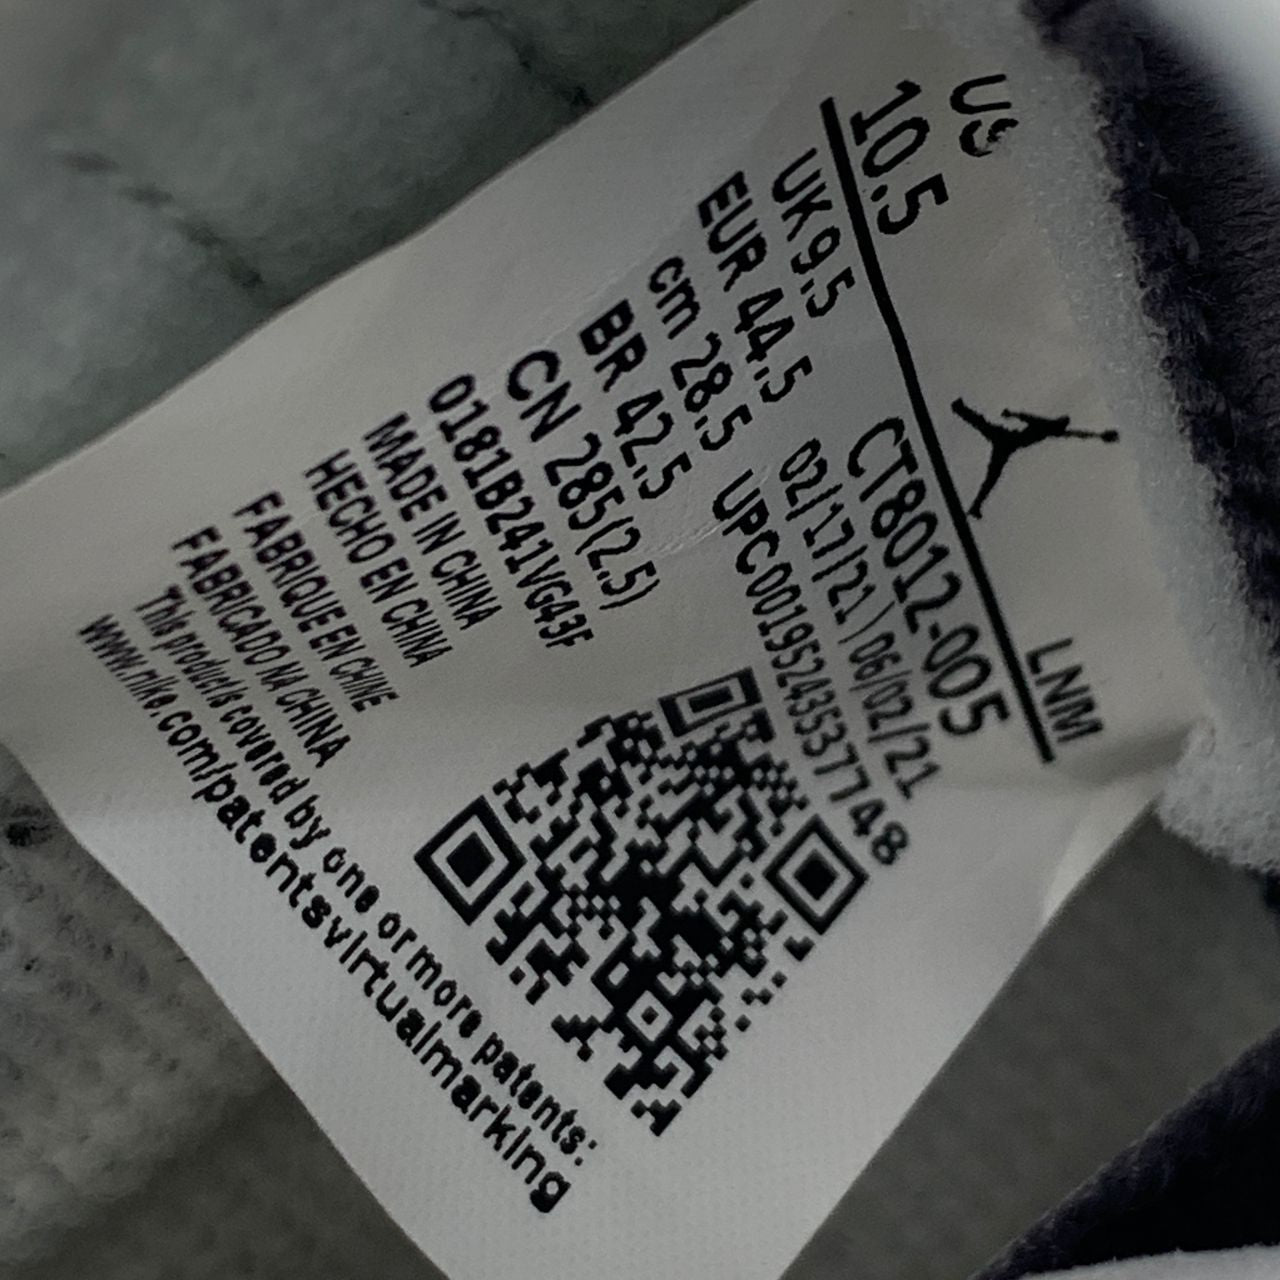 US
10.5
LNM
UK 9.5
EUR 44.5
cm 28.5
BR 42.5
CN 285(2.5)
CT8012-005
02/17/21 \ 06/02/21
UPC 00195243537748
0181B241VG43F
MADE IN CHINA
HECHO EN CHINA
FABRIQUE EN CHINE
FABRICADO NA CHINA
This product is covered by one or more patents:
www.nike.com/patentsvirtualmarking